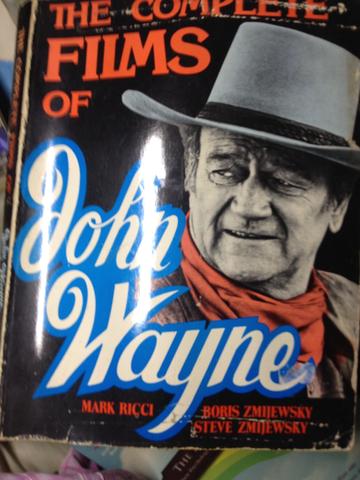 THE COMPLETE
FILMS
OF
John
Wayne
MARK RICCI
BORIS ZMIJEWSKY
STEVE ZMIJEWSKY